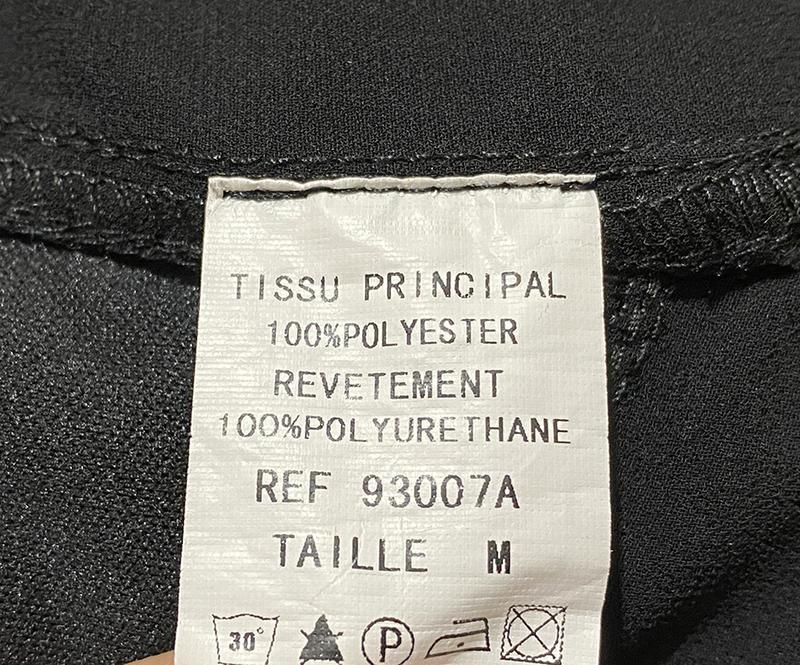 TISSU PRINCIPAL
100%POLYESTER
REVETEMENT
100%POLYURETHANE
REF 93007A
TAILLE M
30° P